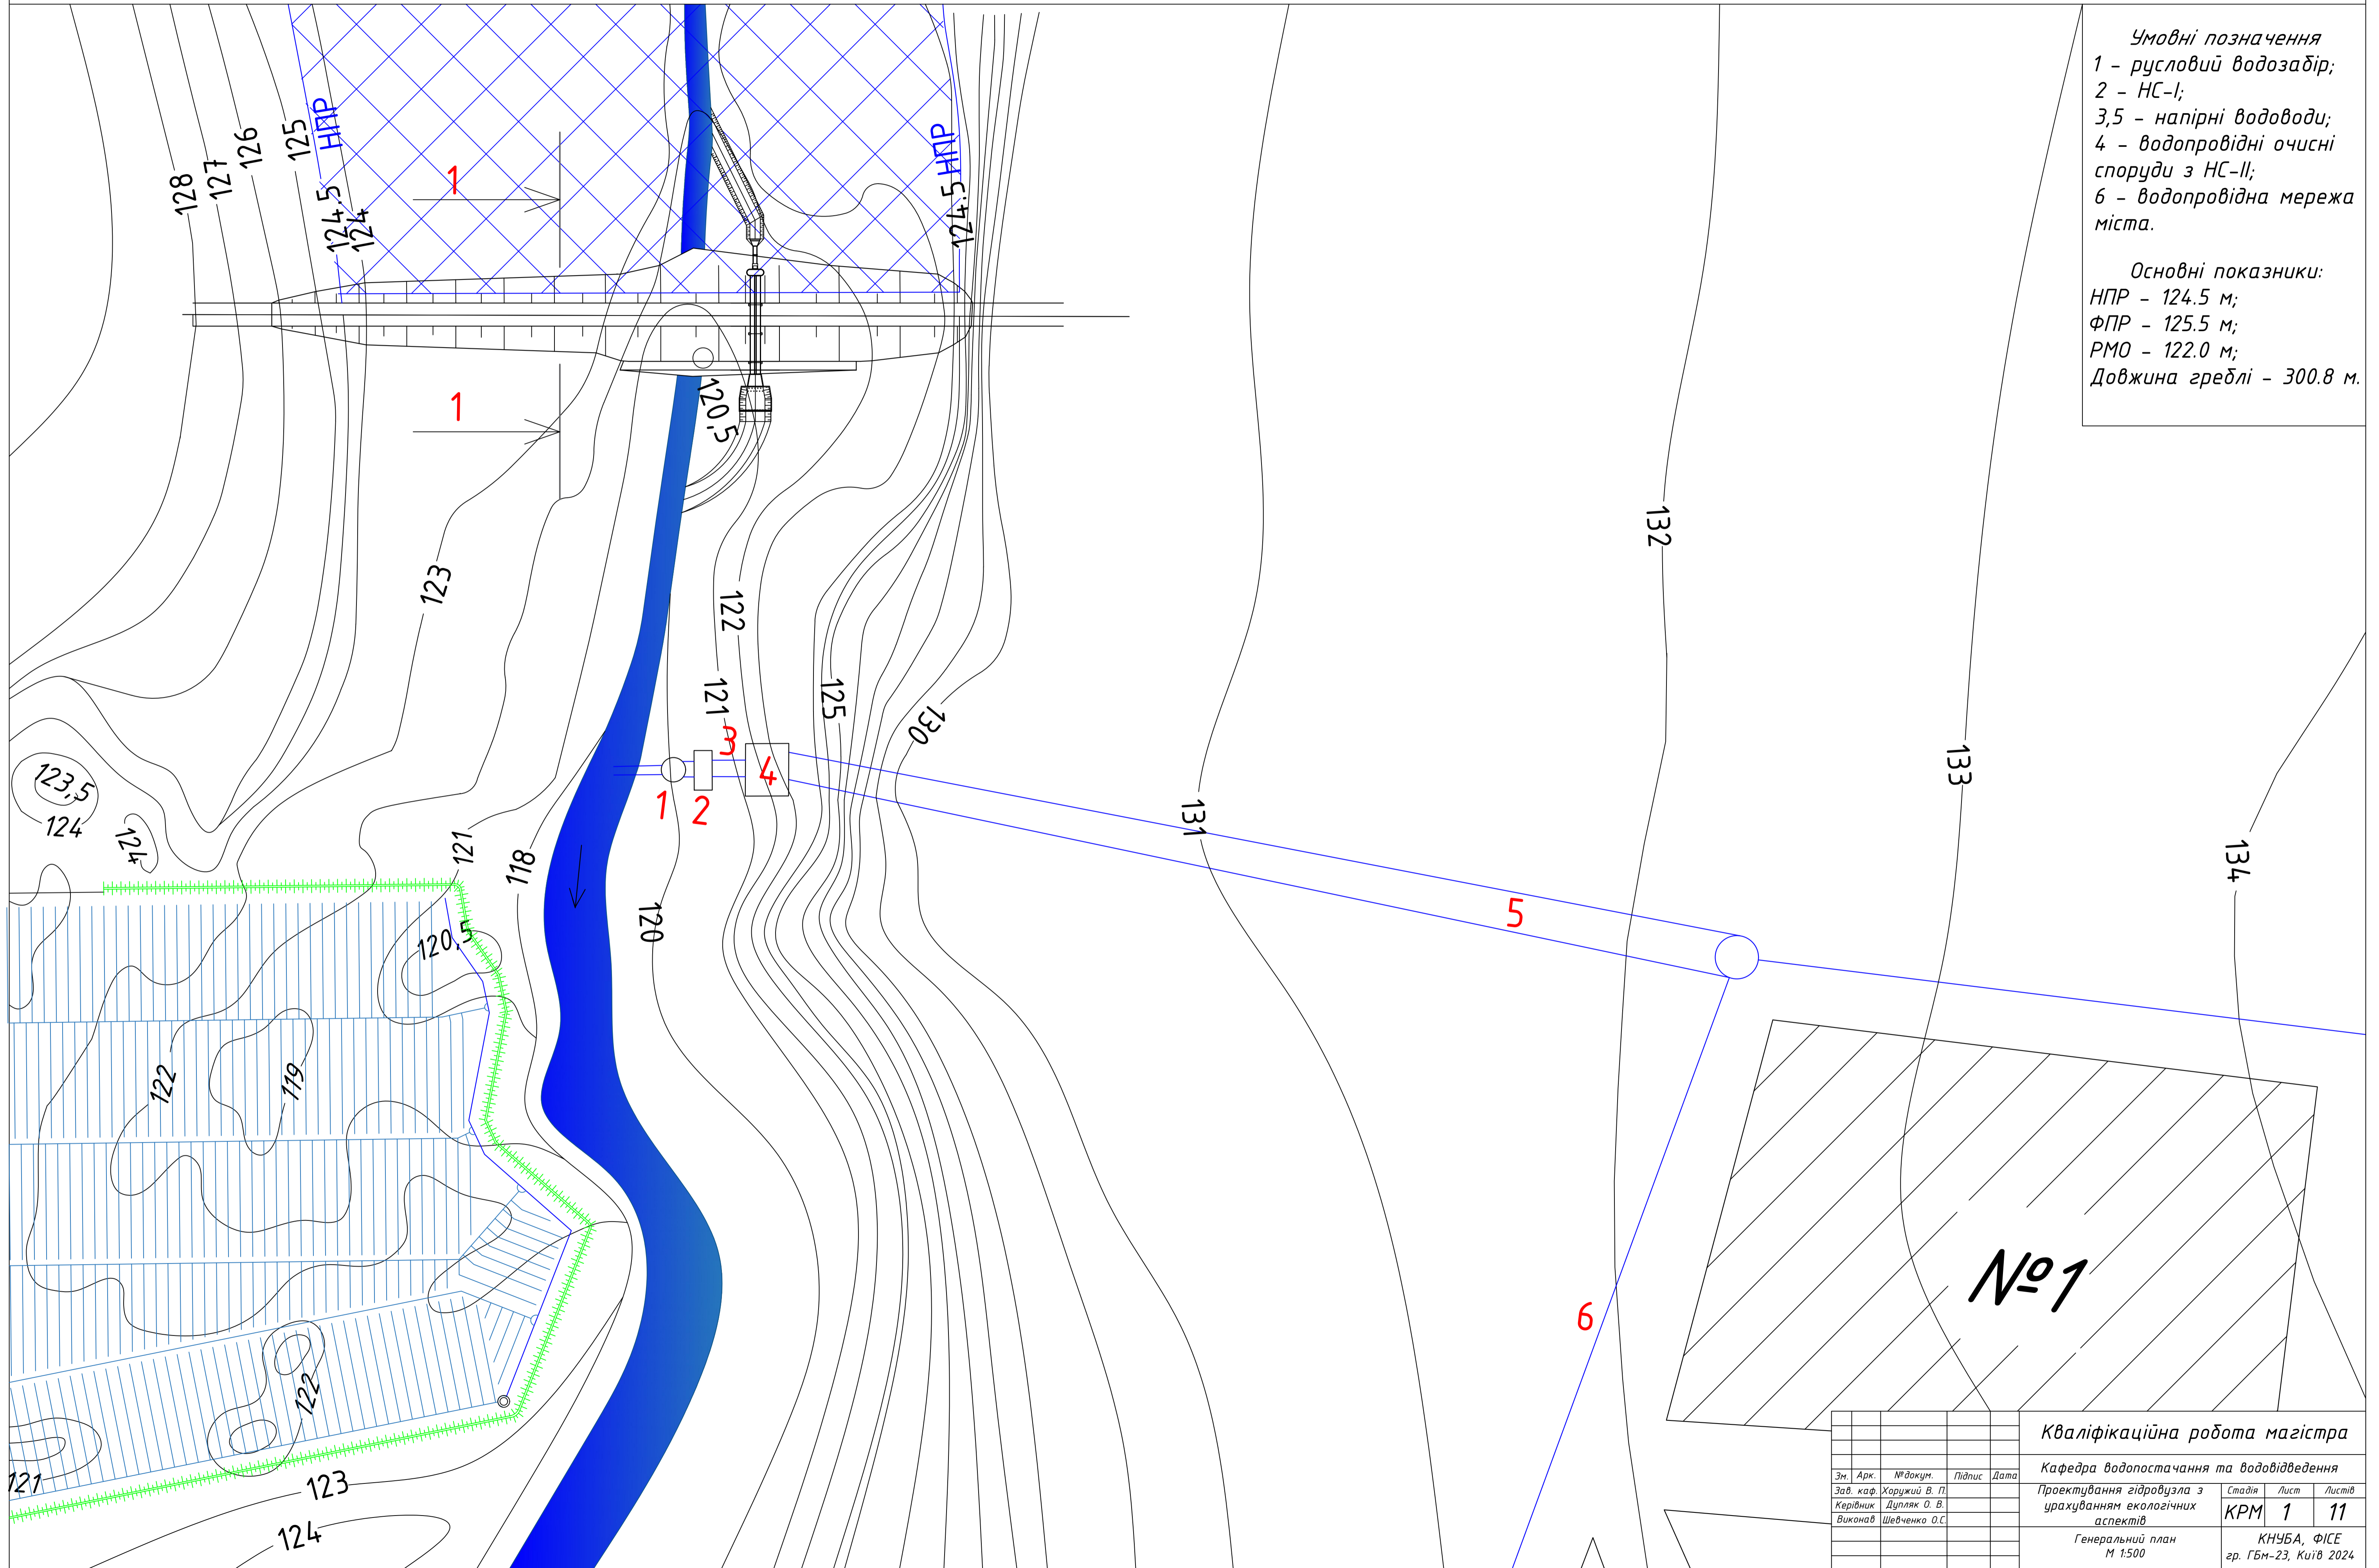 Умовні позначення
1 – русловий водозабір;
2 – НС-І;
3,5 – напірні водоводи;
4 – водопровідні очисні
споруди з НС-ІІ;
6 – водопровідна мережа
міста.
Основні показники:
НПР – 124.5 м;
ФПР – 125.5 м;
РМО – 122.0 м;
Довжина греблі – 300.8 м.
128
127
126
125
НПР
124.5
124
1
НПР
124.5
1
120,5
132
123
122
121
125
130
3
4
1
2
133
123,5
124
124
121
118
131
134
120
5
120,5
122
119
№1
6
122
121
123
124
Кваліфікаційна робота магістра
Кафедра водопостачання та водовідведення
Зм. Арк. №докум. Підпис Дата
Зав. каф. Хоружий В. П.
Керівник Дупляк О. В.
Виконав Шевченко О.С.
Проектування гідровузла з
урахуванням екологічних
аспектів
Стадія Лист Листів
КРМ 1 11
Генеральний план
М 1:500
КНУБА, ФІСЕ
гр. ГБм-23, Київ 2024